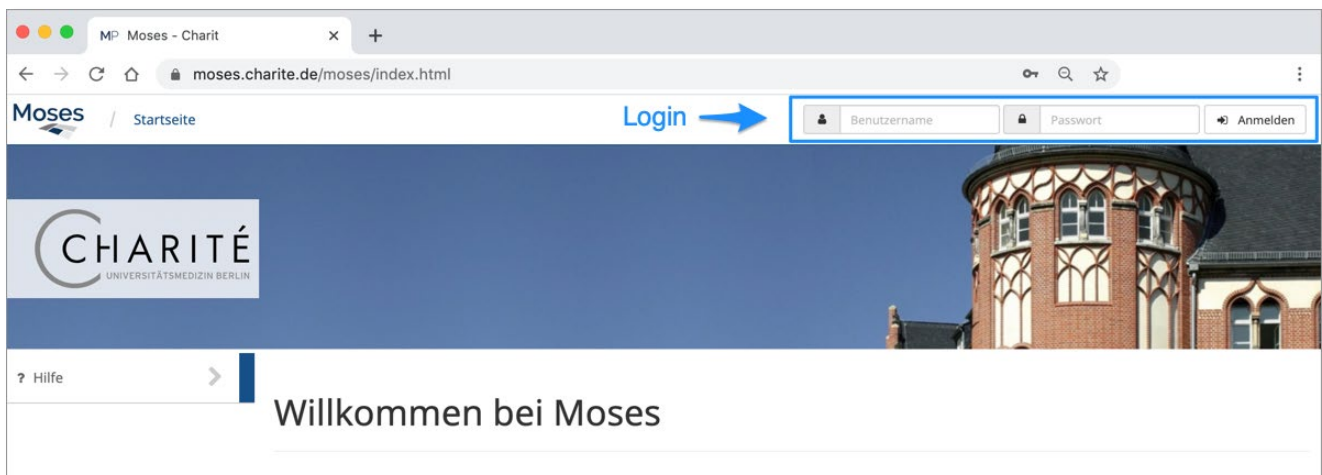 MP Moses - Charit
moses.charite.de/moses/index.html
Moses / Startseite
Login
Benutzername
Passwort
Anmelden
CHARITÉ
UNIVERSITÄTSMEDIZIN BERLIN
? Hilfe
Willkommen bei Moses